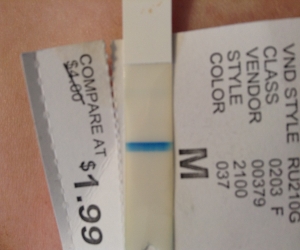 COMPARE AT
$4.00
$1.99
VND STYLE RU210G
CLASS 0203 F
VENDOR 00379
STYLE 2100
COLOR 037
M